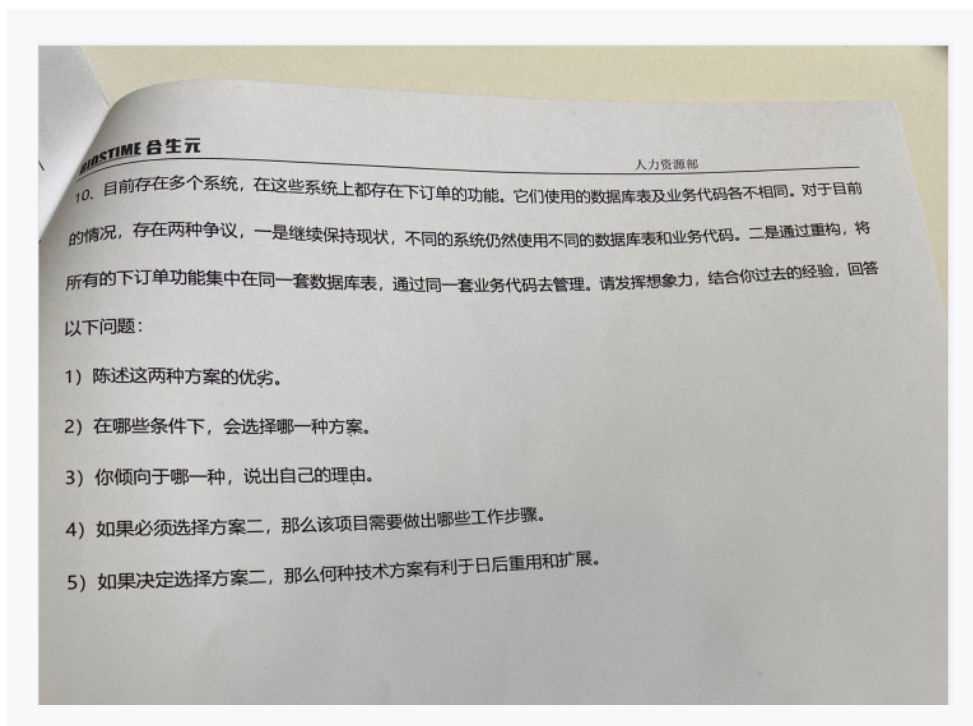 BIOSTIME 合生元
人力资源部
10、目前存在多个系统，在这些系统上都存在下订单的功能。它们使用的数据库表及业务代码各不相同。对于目前
的情况，存在两种争议，一是继续保持现状，不同的系统仍然使用不同的数据库表和业务代码。二是通过重构，将
所有的下订单功能集中在同一套数据库表，通过同一套业务代码去管理。请发挥想象力，结合你过去的经验，回答
以下问题：
1）陈述这两种方案的优劣。
2）在哪些条件下，会选择哪一种方案。
3）你倾向于哪一种，说出自己的理由。
4）如果必须选择方案二，那么该项目需要做出哪些工作步骤。
5）如果决定选择方案二，那么何种技术方案有利于日后重用和扩展。